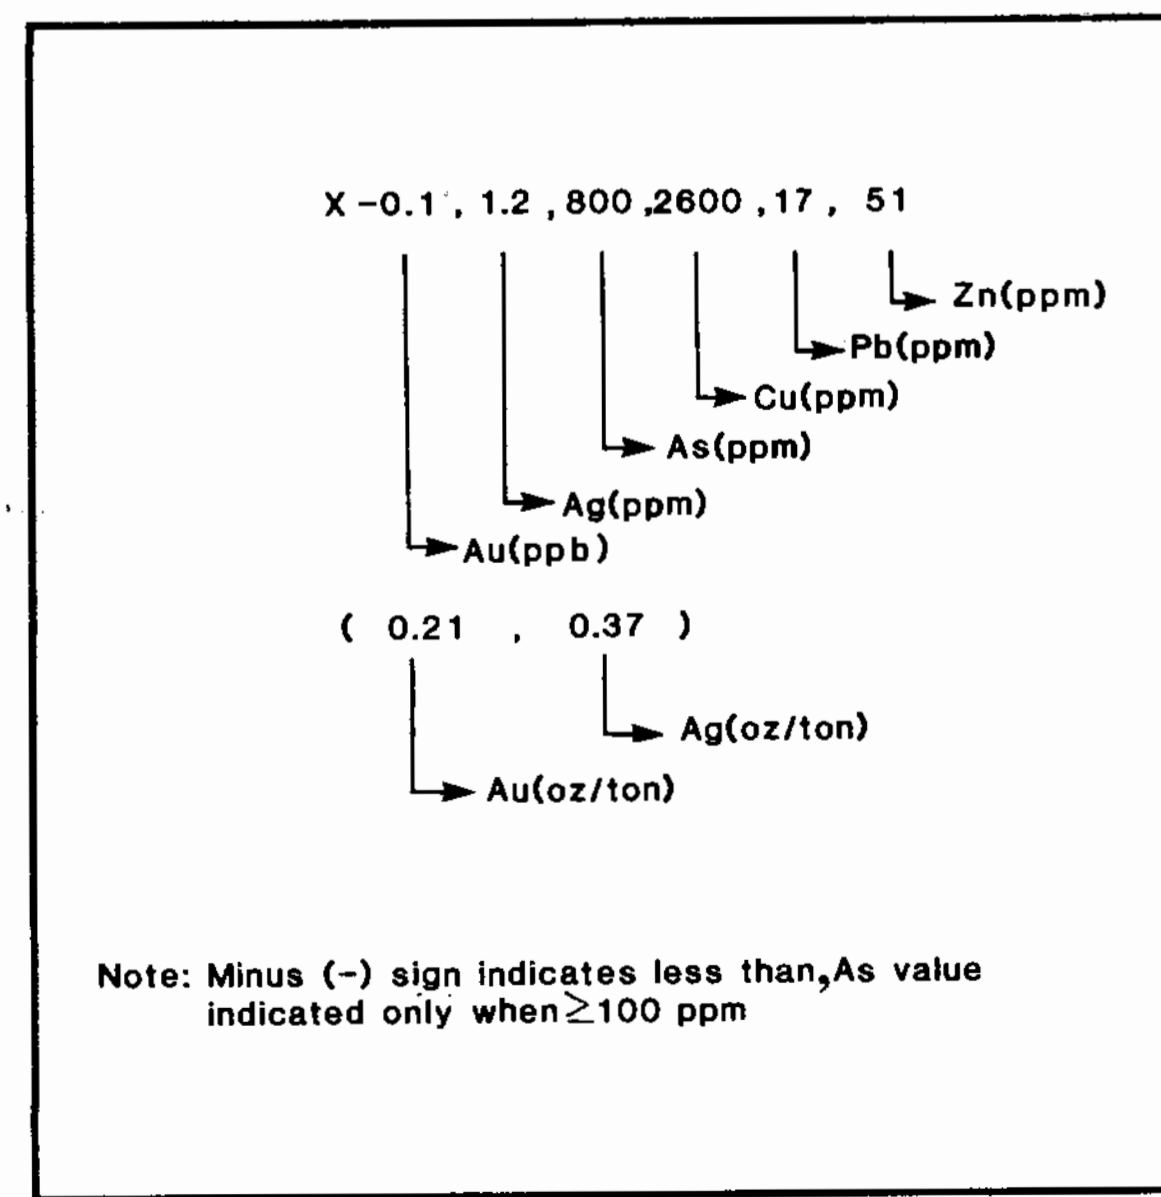 X -0.1 , 1.2 , 800 ,2600 , 17 , 51
Zn(ppm)
Pb(ppm)
Cu(ppm)
As(ppm)
Ag(ppm)
Au(ppb)
( 0.21 , 0.37 )
Ag(oz/ton)
Au(oz/ton)
Note: Minus (-) sign indicates less than,As value
indicated only when ≥100 ppm